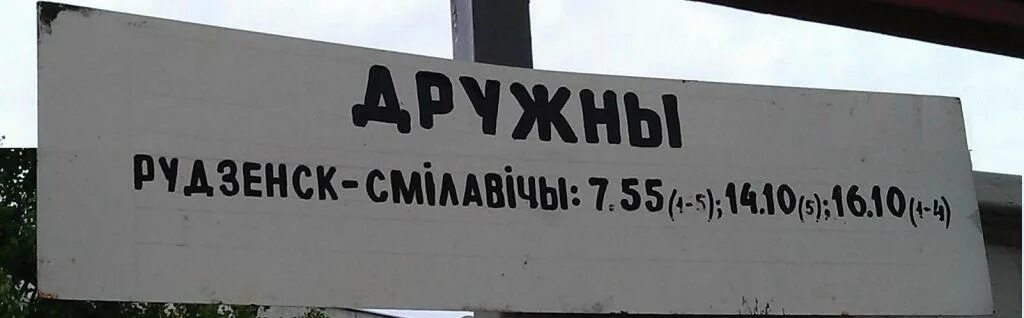 ДРУЖНЫ
РУДЗЕНСК-СМІЛАВІЧЫ: 7.55(1-5); 14.10(5); 16.10(1-4)